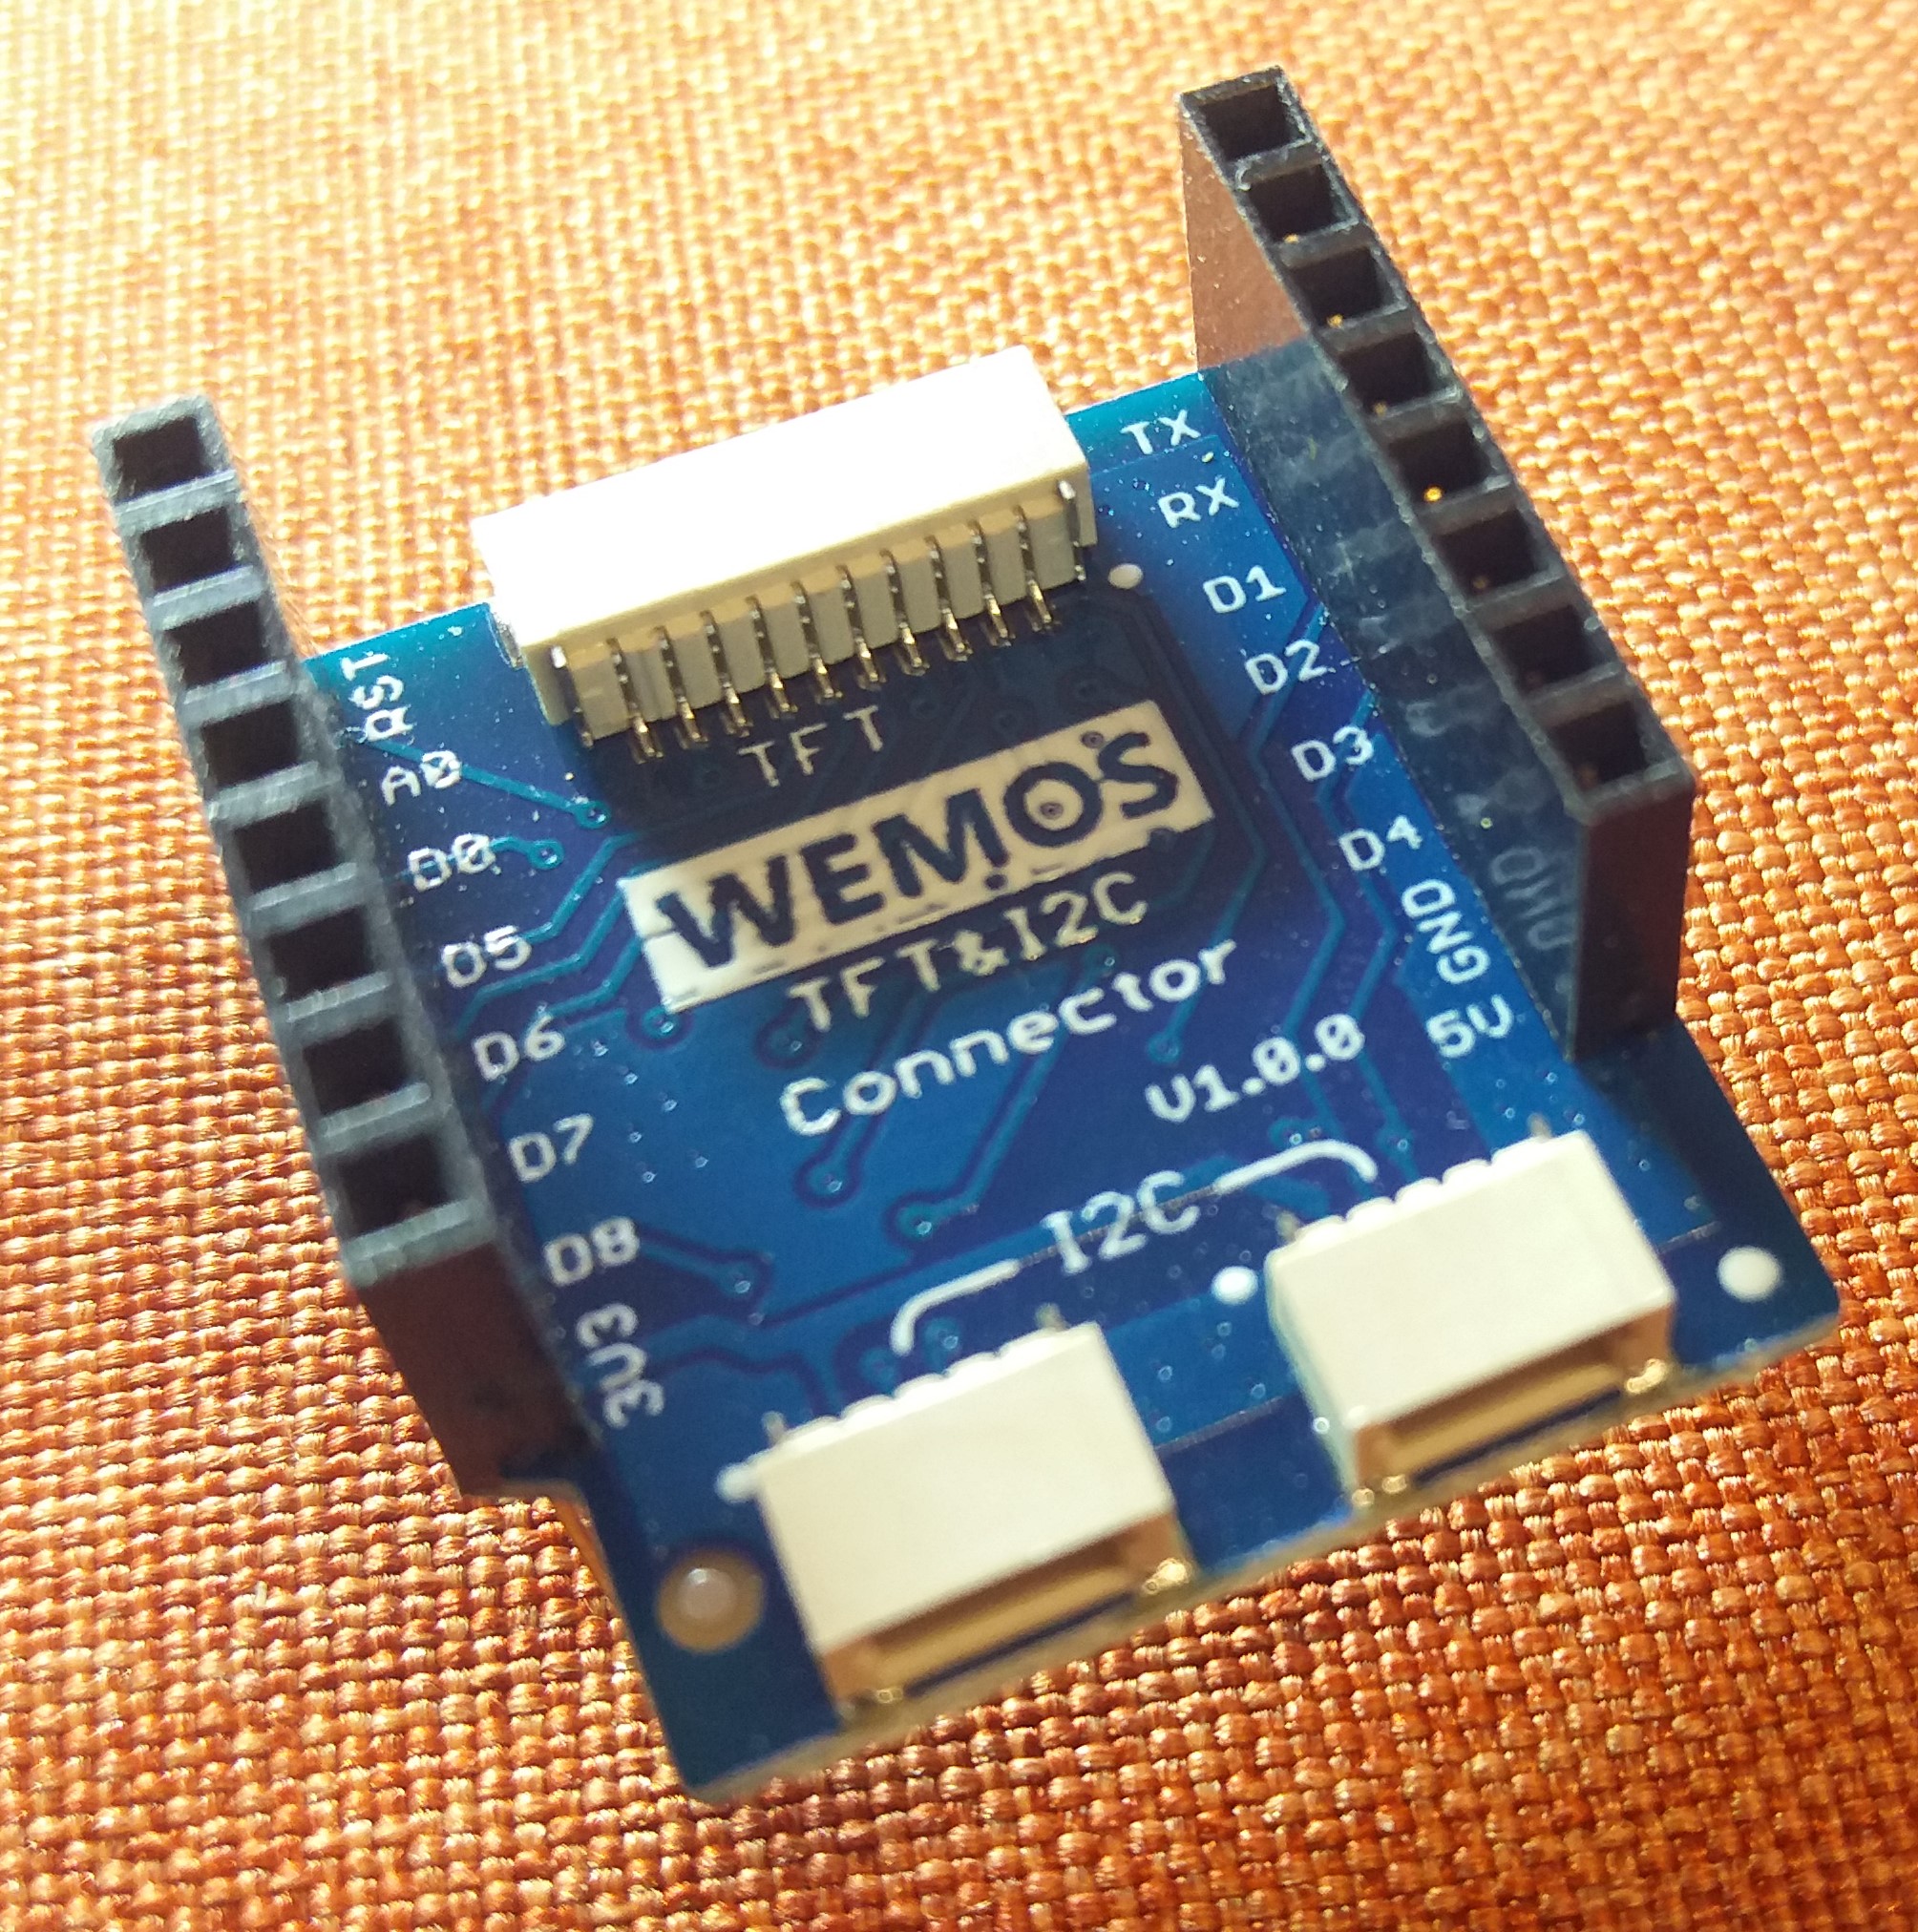 TX
RX
D1
D2
D3
D4
GND
5V
RST
A0
D0
D5
D6
D7
D8
3V3
TFT
WEMOS
TFT&I2C
Connector
V1.0.0
I2C